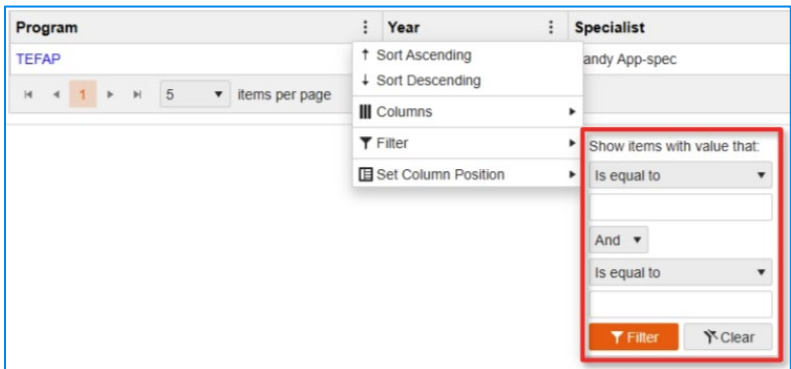 Program Year Specialist
TEFAP andy App-spec
1 5 items per page
Sort Ascending
Sort Descending
Columns
Filter
Set Column Position
Show items with value that:
Is equal to
And
Is equal to
Filter Clear